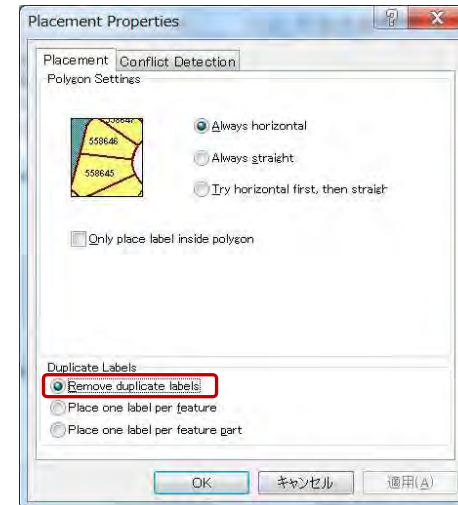 Placement Properties
Placement Conflict Detection
Polygon Settings
558646
558645
Always horizontal
Always straight
Try horizontal first, then straigh
Only place label inside polygon
Duplicate Labels
Remove duplicate labels
Place one label per feature
Place one label per feature part
OK キャンセル 適用(A)